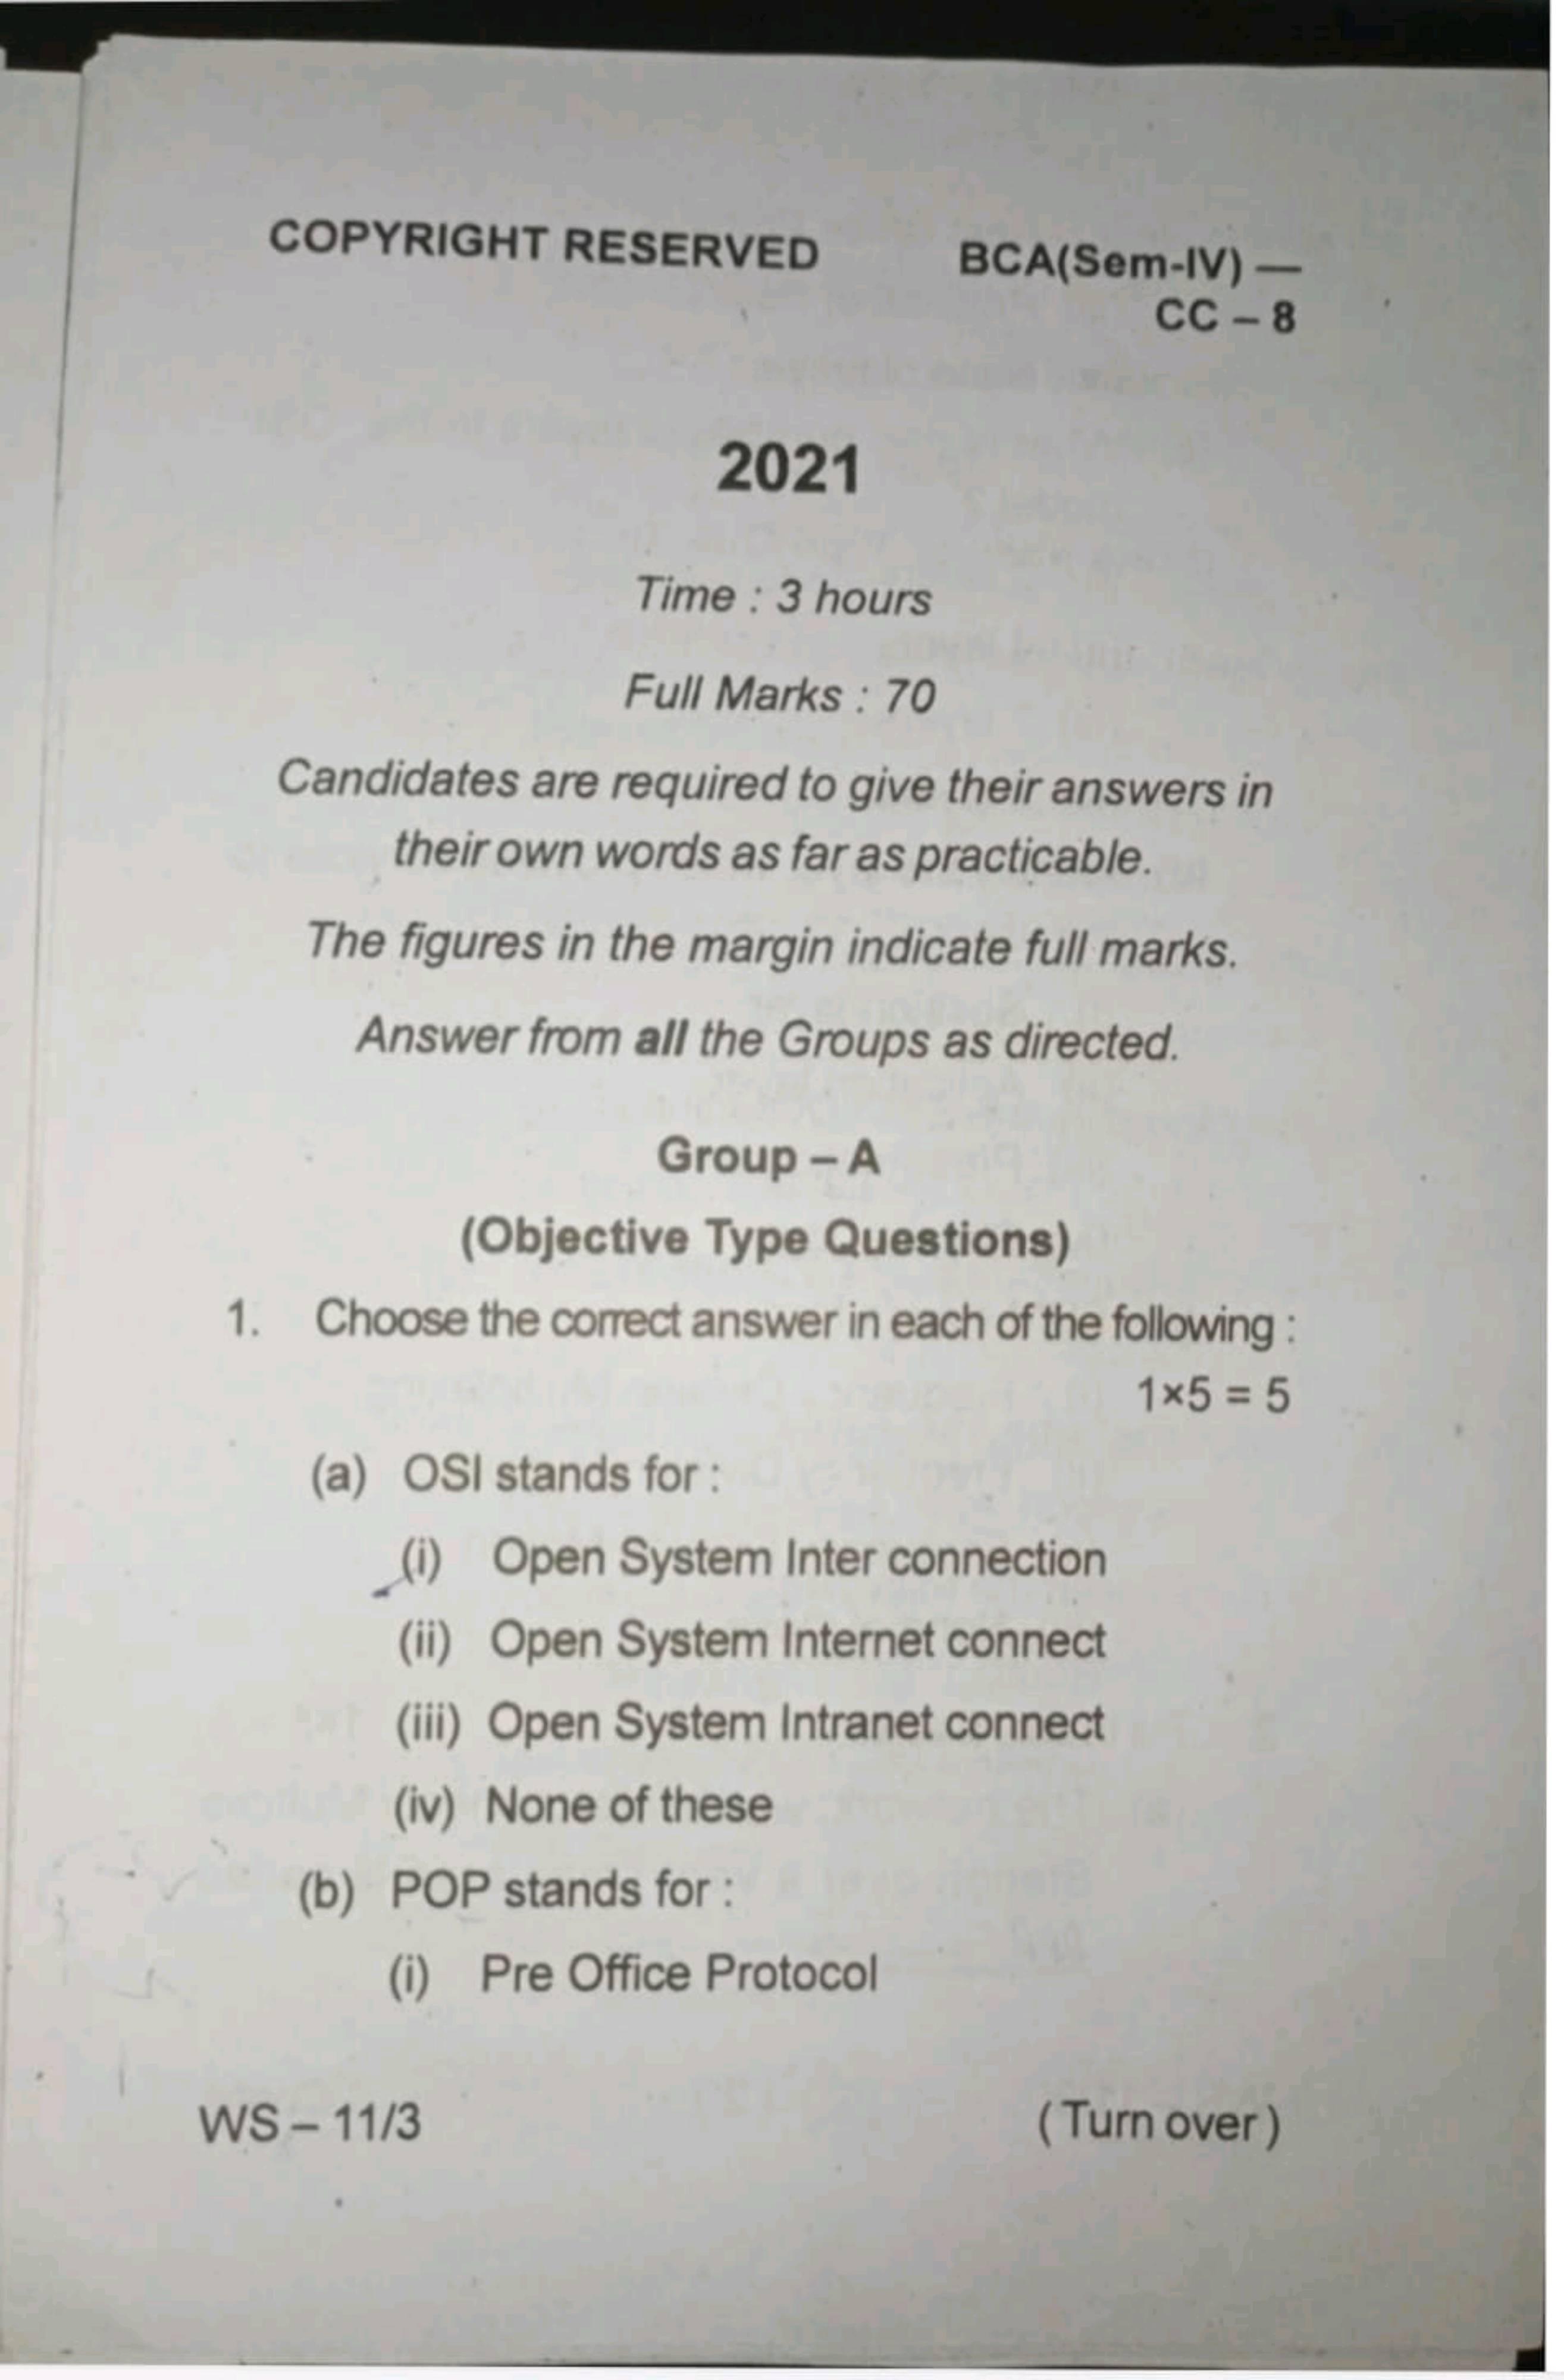 COPYRIGHT RESERVED BCA(Sem-IV) —
CC – 8
2021
Time : 3 hours
Full Marks : 70
Candidates are required to give their answers in
their own words as far as practicable.
The figures in the margin indicate full marks.
Answer from all the Groups as directed.
Group – A
(Objective Type Questions)
1. Choose the correct answer in each of the following :
1×5 = 5
(a) OSI stands for :
(i) Open System Inter connection
(ii) Open System Internet connect
(iii) Open System Intranet connect
(iv) None of these
(b) POP stands for :
(i) Pre Office Protocol
WS – 11/3 ( Turn over )